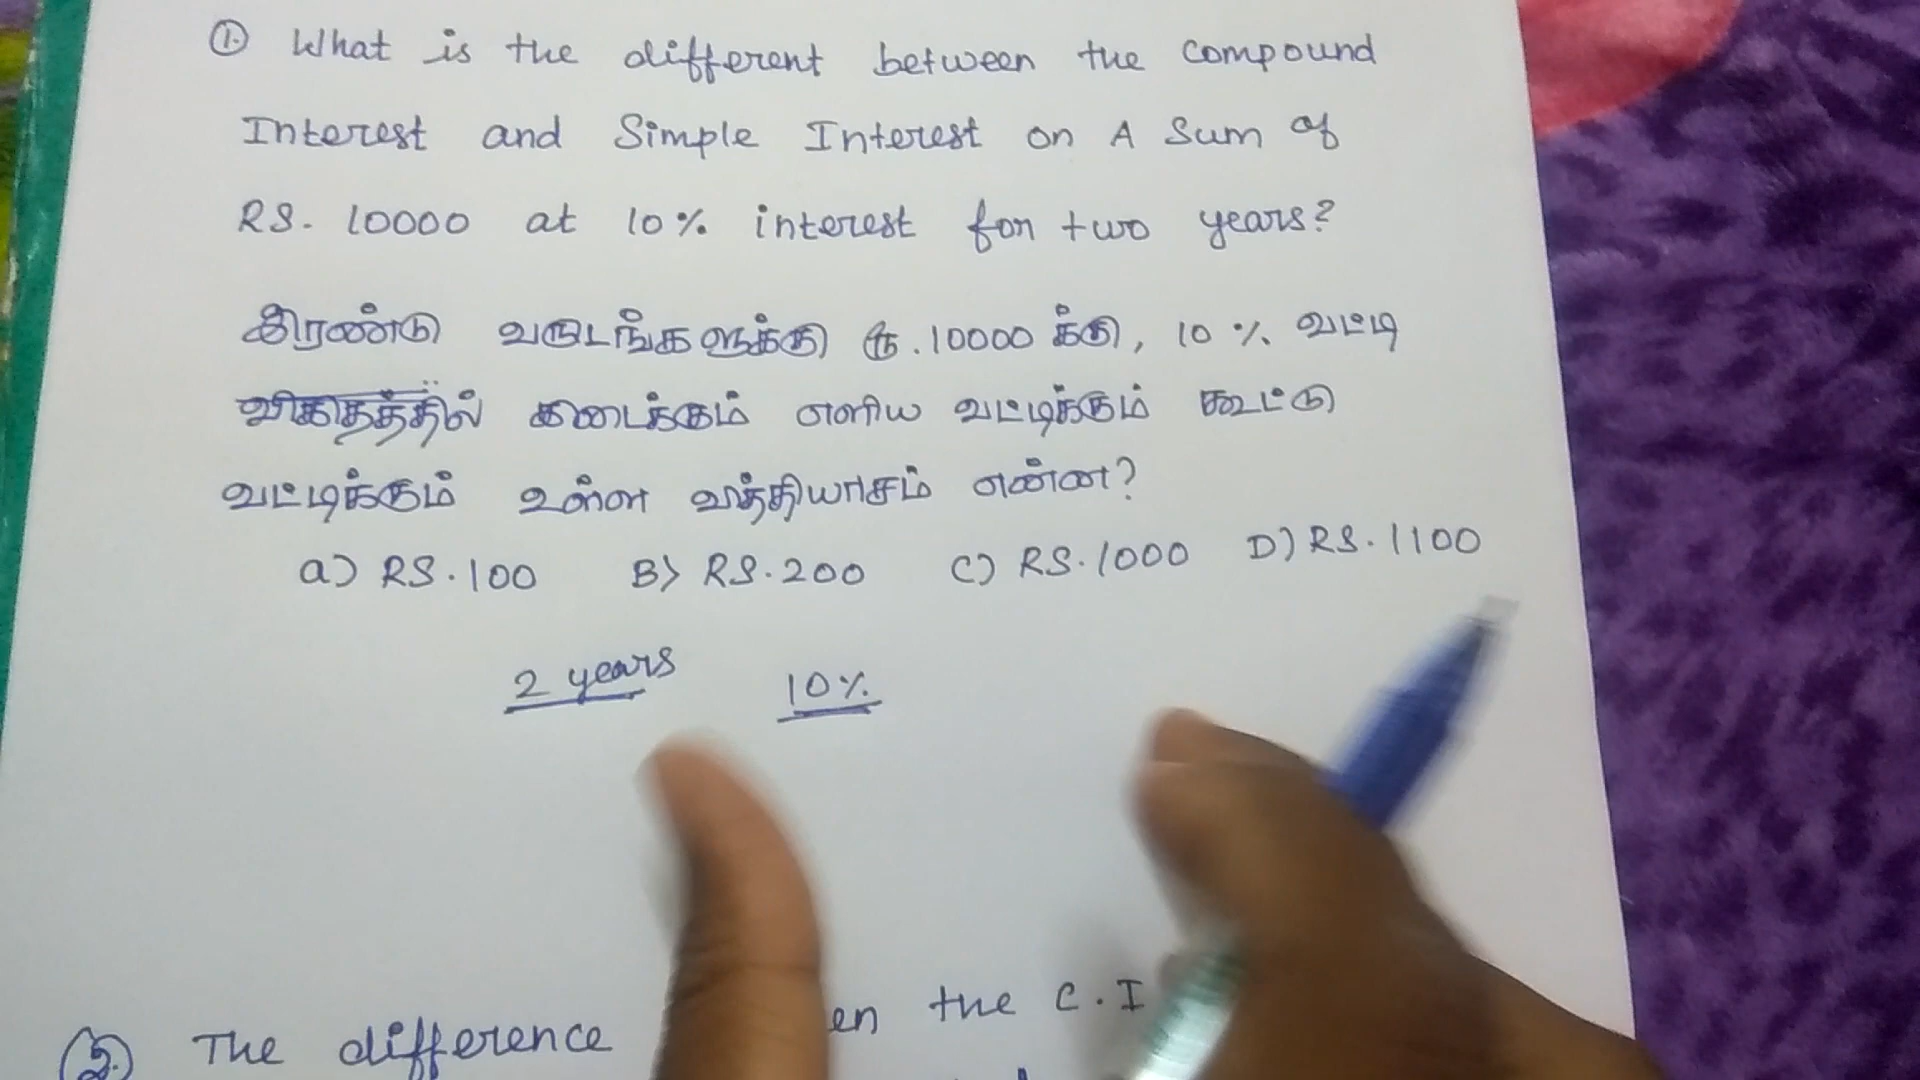 ① What is the different between the compound
Interest and Simple Interest on A Sum of
RS. 10000 at 10% interest for two years?
இரண்டு வருடங்களுக்கு ரூ.10000 க்கு, 10 % வட்டி
விகிதத்தில் கிடைக்கும் எளிய வட்டிக்கும் கூட்டு
வட்டிக்கும் உள்ள வித்தியாசம் என்ன?
a) RS.100 B) RS.200 C) RS.1000 D) RS.1100
2 years 10%
② The difference en the C.I